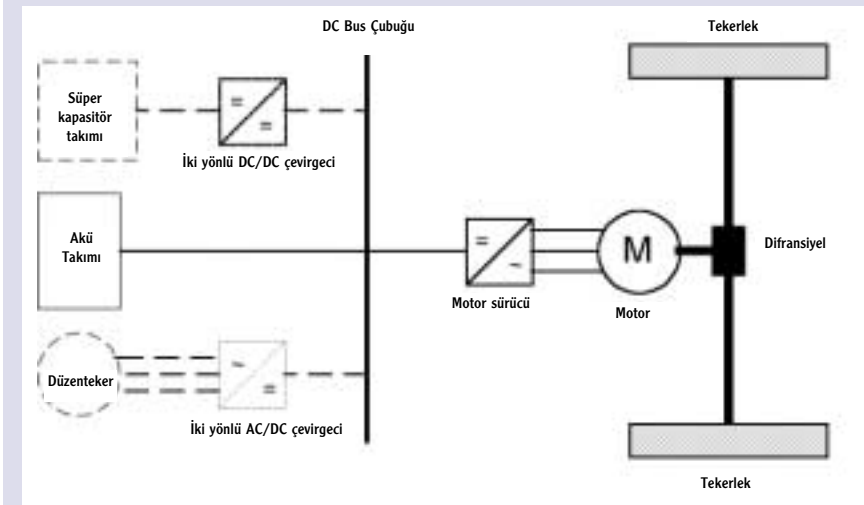 DC Bus Çubuğu
Tekerlek
Süper
kapasitör
takımı
=
=
İki yönlü DC/DC çevirgeci
Akü
Takımı
=
~
M
Difransiyel
Motor sürücü
Motor
Düzenteker
~
=
İki yönlü AC/DC çevirgeci
Tekerlek